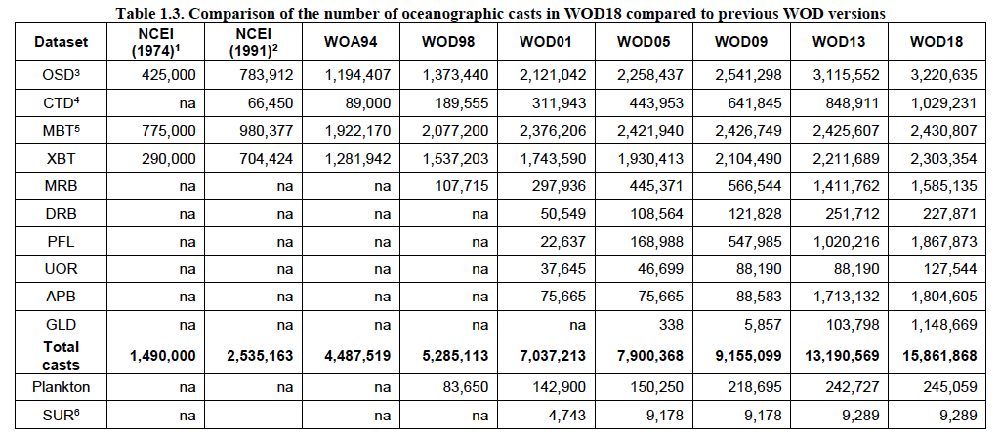 Table 1.3. Comparison of the number of oceanographic casts in WOD18 compared to previous WOD versions
Dataset NCEI (1974)¹ NCEI (1991)² WOA94 WOD98 WOD01 WOD05 WOD09 WOD13 WOD18
OSD³ 425,000 783,912 1,194,407 1,373,440 2,121,042 2,258,437 2,541,298 3,115,552 3,220,635
CTD⁴ na 66,450 89,000 189,555 311,943 443,953 641,845 848,911 1,029,231
MBT⁵ 775,000 980,377 1,922,170 2,077,200 2,376,206 2,421,940 2,426,749 2,425,607 2,430,807
XBT 290,000 704,424 1,281,942 1,537,203 1,743,590 1,930,413 2,104,490 2,211,689 2,303,354
MRB na na na 107,715 297,936 445,371 566,544 1,411,762 1,585,135
DRB na na na na 50,549 108,564 121,828 251,712 227,871
PFL na na na na 22,637 168,988 547,985 1,020,216 1,867,873
UOR na na na na 37,645 46,699 88,190 88,190 127,544
APB na na na na 75,665 75,665 88,583 1,713,132 1,804,605
GLD na na na na na 338 5,857 103,798 1,148,669
Total casts 1,490,000 2,535,163 4,487,519 5,285,113 7,037,213 7,900,368 9,155,099 13,190,569 15,861,868
Plankton na na na 83,650 142,900 150,250 218,695 242,727 245,059
SUR⁶ na na na 4,743 9,178 9,178 9,289 9,289